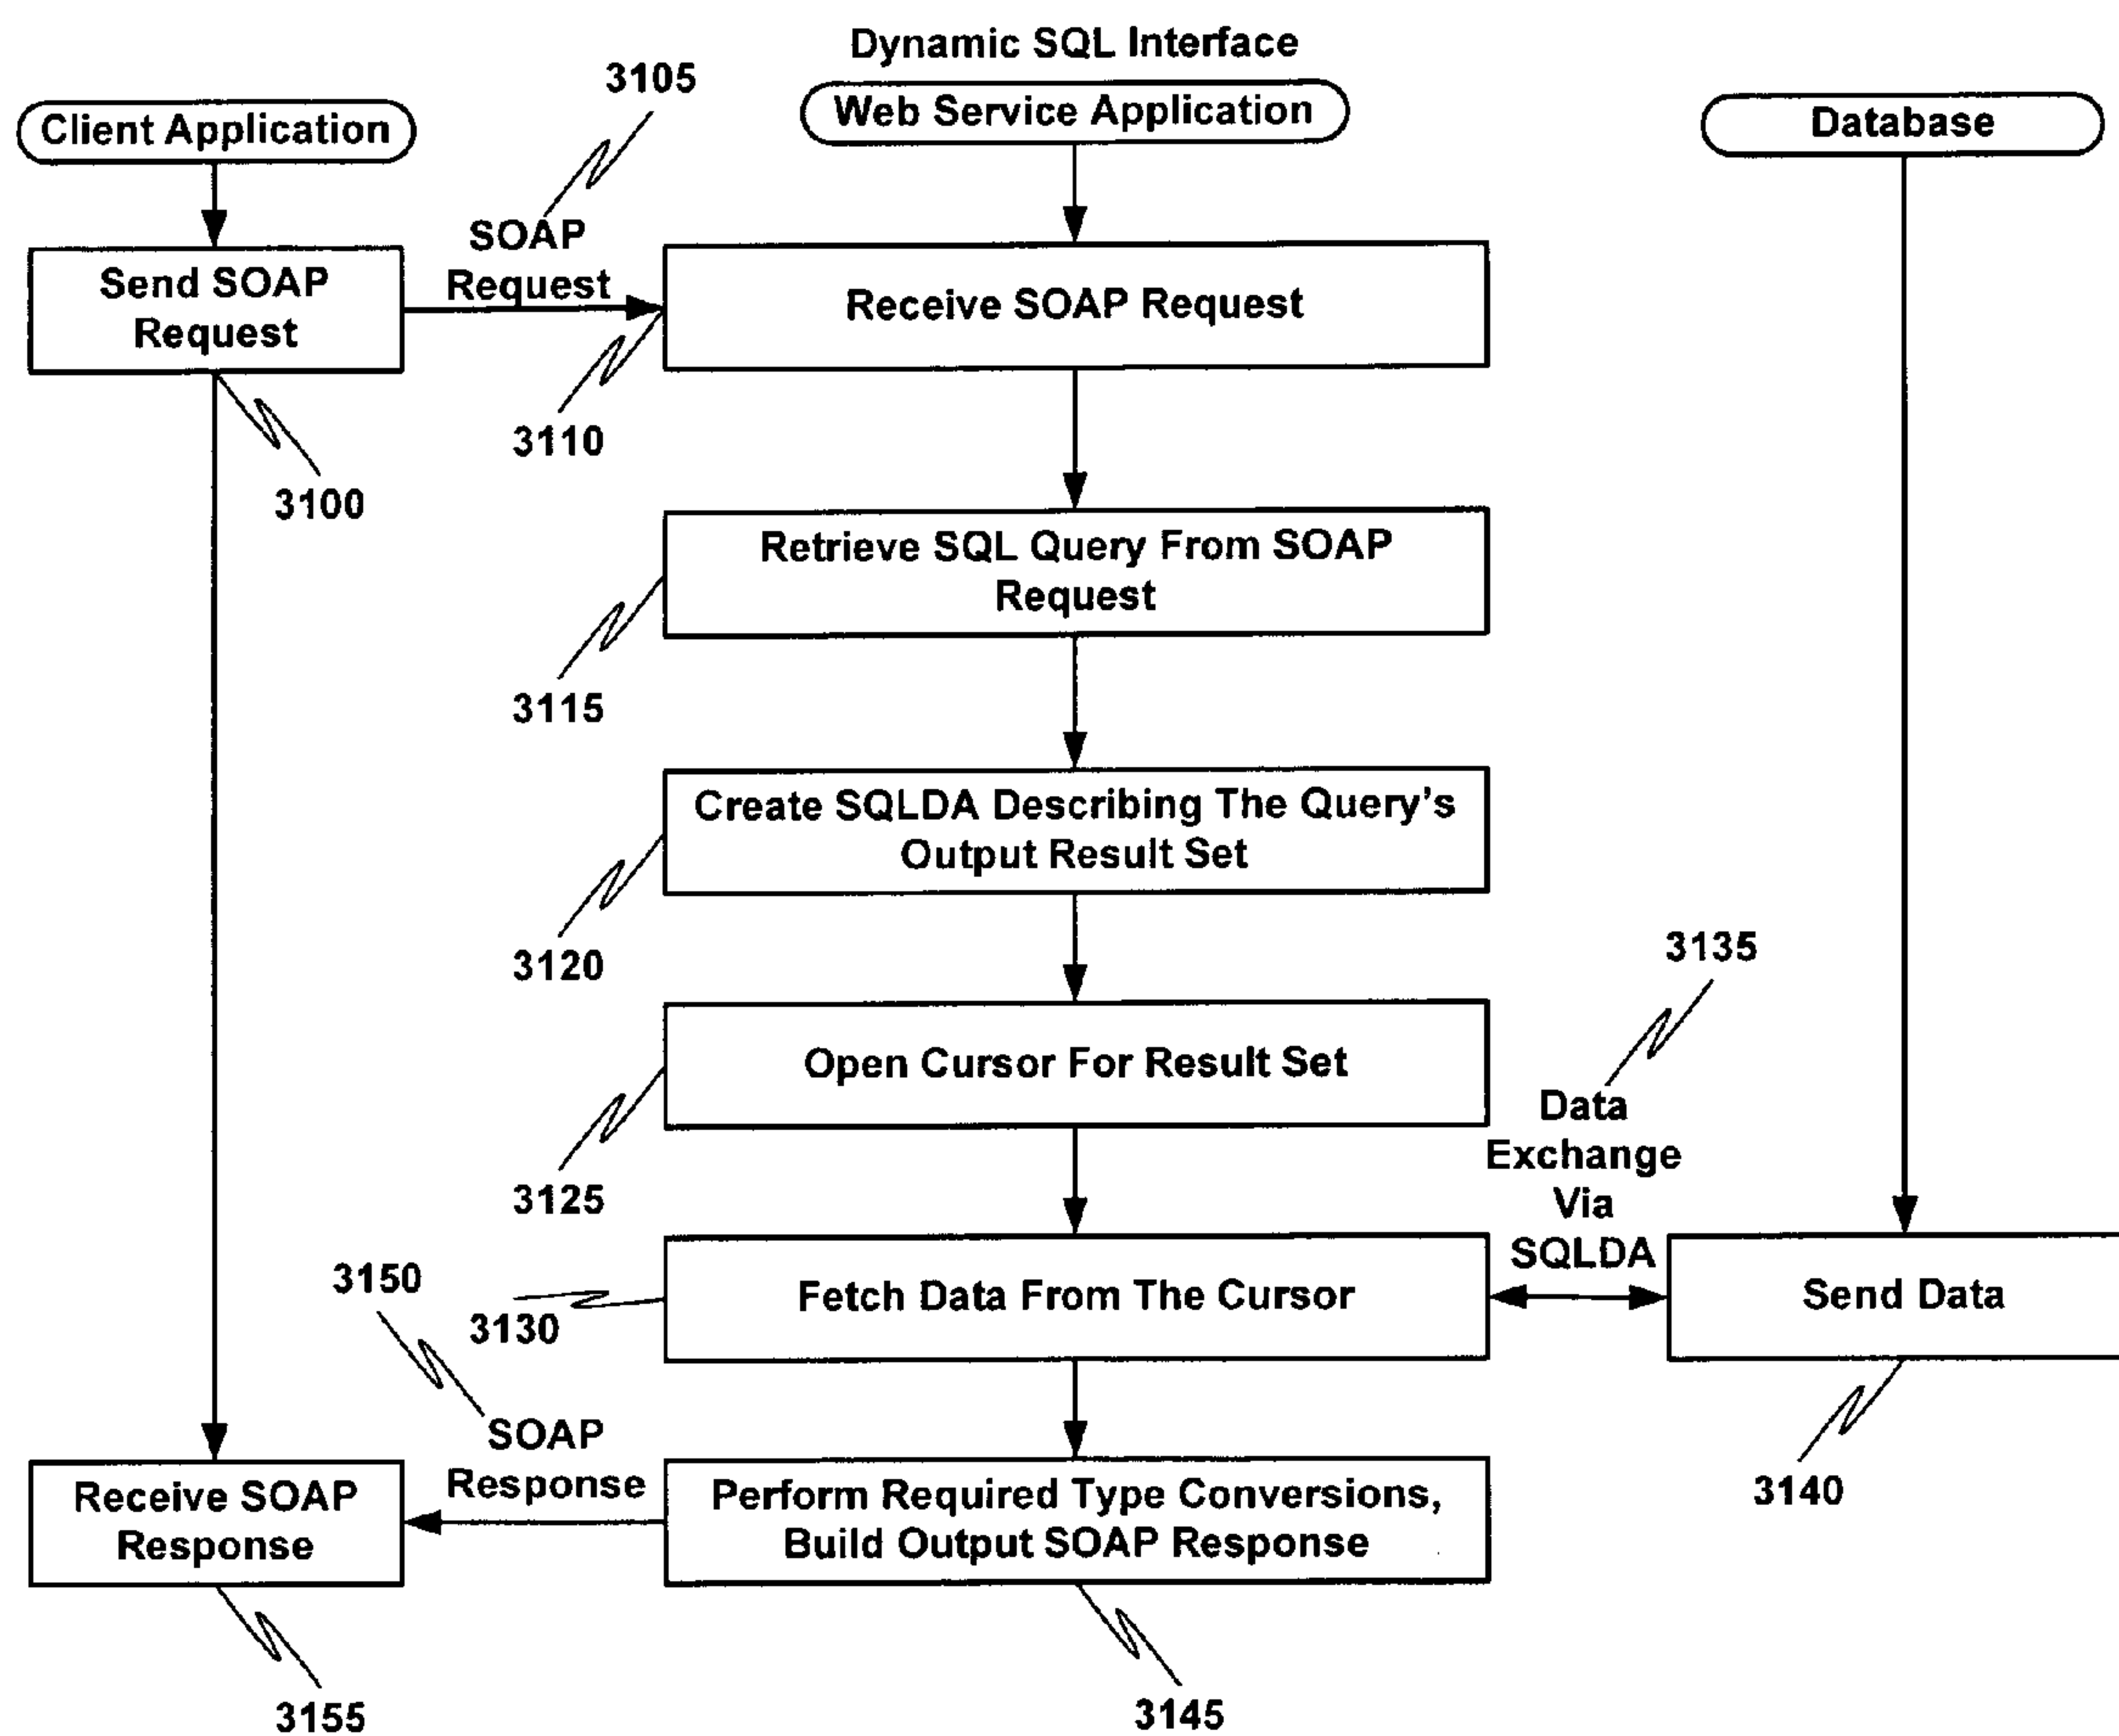 Dynamic SQL Interface
3105
Client Application
Web Service Application
Database
SOAP
Request
Send SOAP
Request
Receive SOAP Request
3110
3100
Retrieve SQL Query From SOAP
Request
3115
Create SQLDA Describing The Query's
Output Result Set
3120
3135
Open Cursor For Result Set
Data
Exchange
Via
SQLDA
3125
3150
Fetch Data From The Cursor
Send Data
3130
SOAP
Response
Receive SOAP
Response
Perform Required Type Conversions,
Build Output SOAP Response
3140
3155
3145